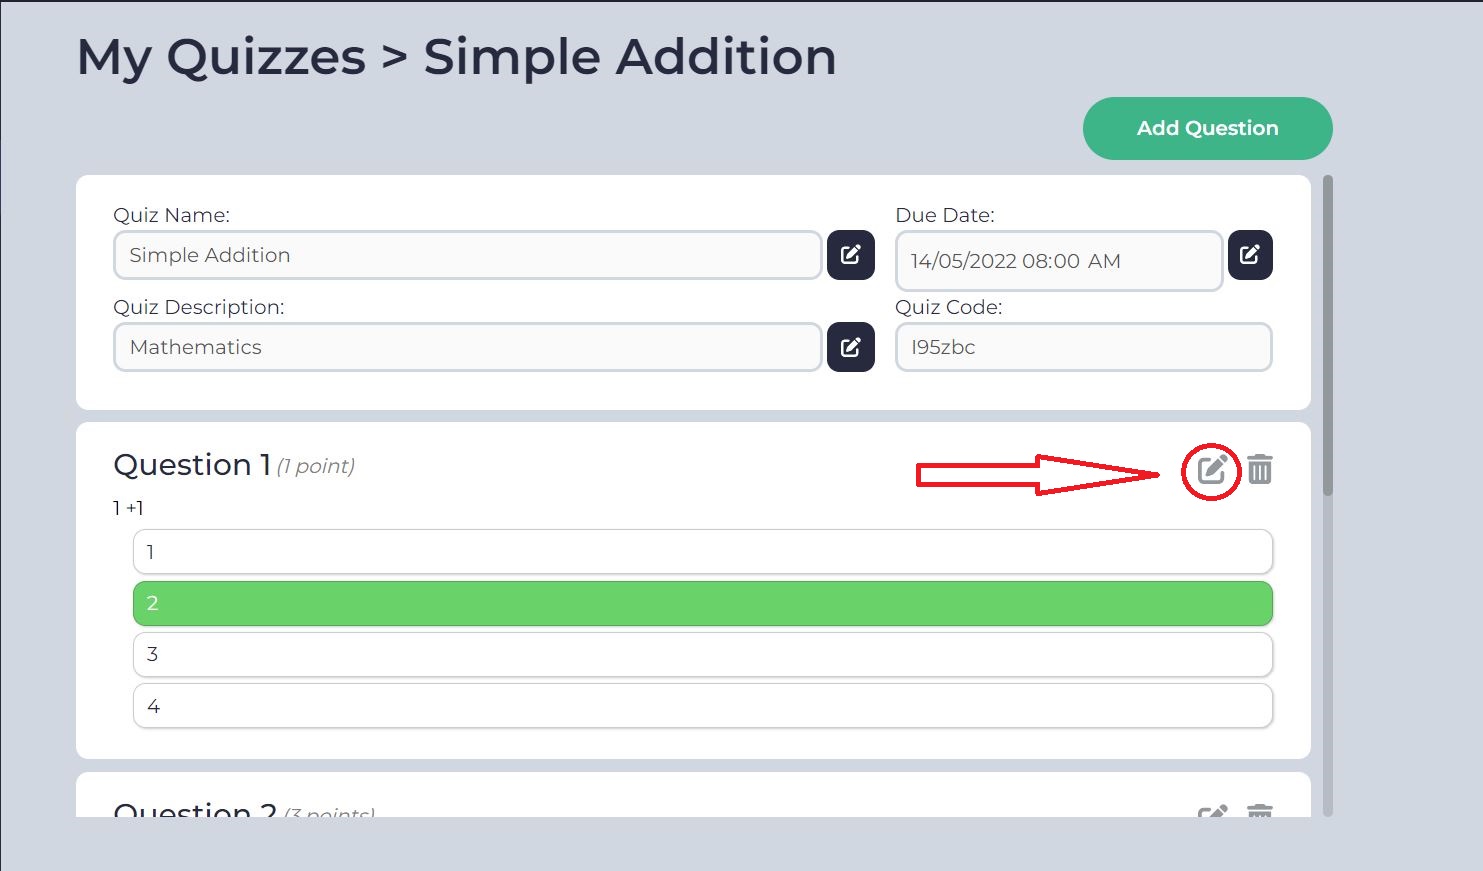 My Quizzes > Simple Addition
Add Question
Quiz Name:
Simple Addition
Due Date:
14/05/2022 08:00 AM
Quiz Description:
Mathematics
Quiz Code:
I95zbc
Question 1 (1 point)
1 +1
1
2
3
4
Question 2 (3 points)